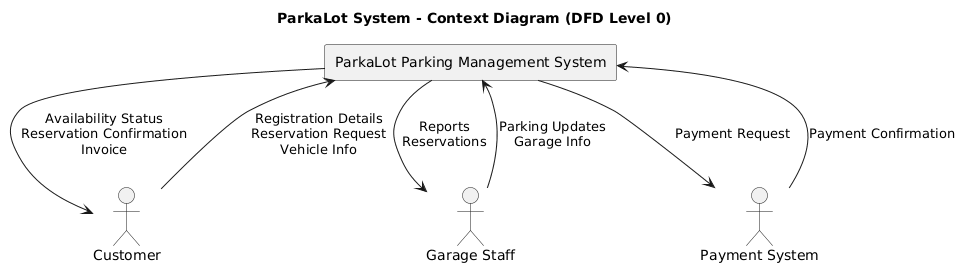 ParkaLot System - Context Diagram (DFD Level 0)
ParkaLot Parking Management System
Availability Status
Reservation Confirmation
Invoice
Registration Details
Reservation Request
Vehicle Info
Reports
Reservations
Parking Updates
Garage Info
Payment Request
Payment Confirmation
Customer
Garage Staff
Payment System